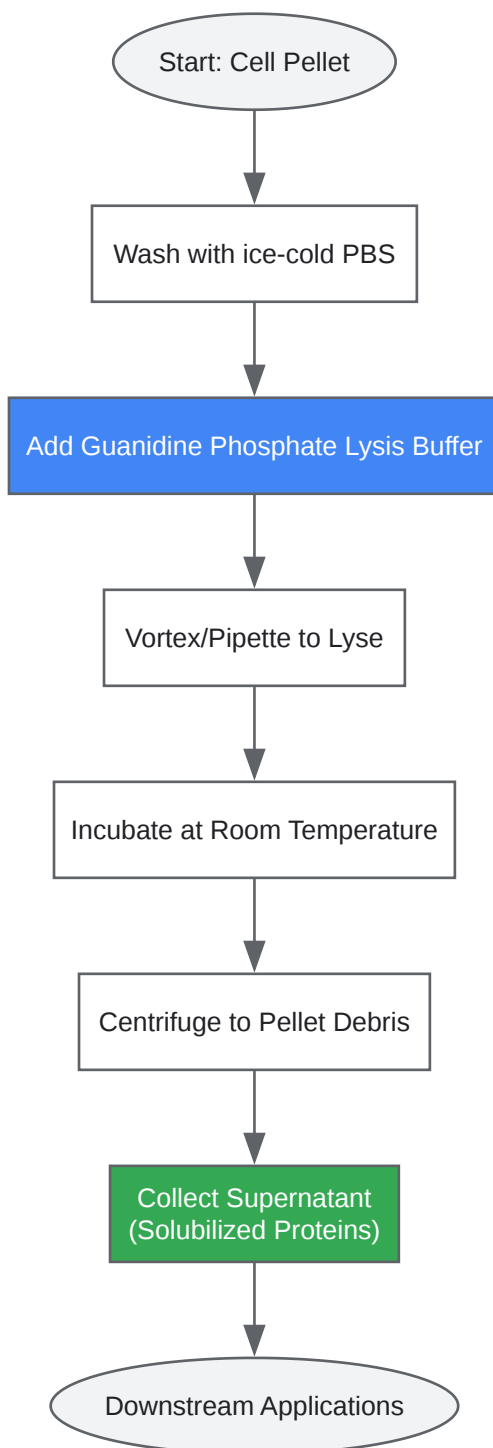 Start: Cell Pellet
Wash with ice-cold PBS
Add Guanidine Phosphate Lysis Buffer
Vortex/Pipette to Lyse
Incubate at Room Temperature
Centrifuge to Pellet Debris
Collect Supernatant
(Solubilized Proteins)
Downstream Applications